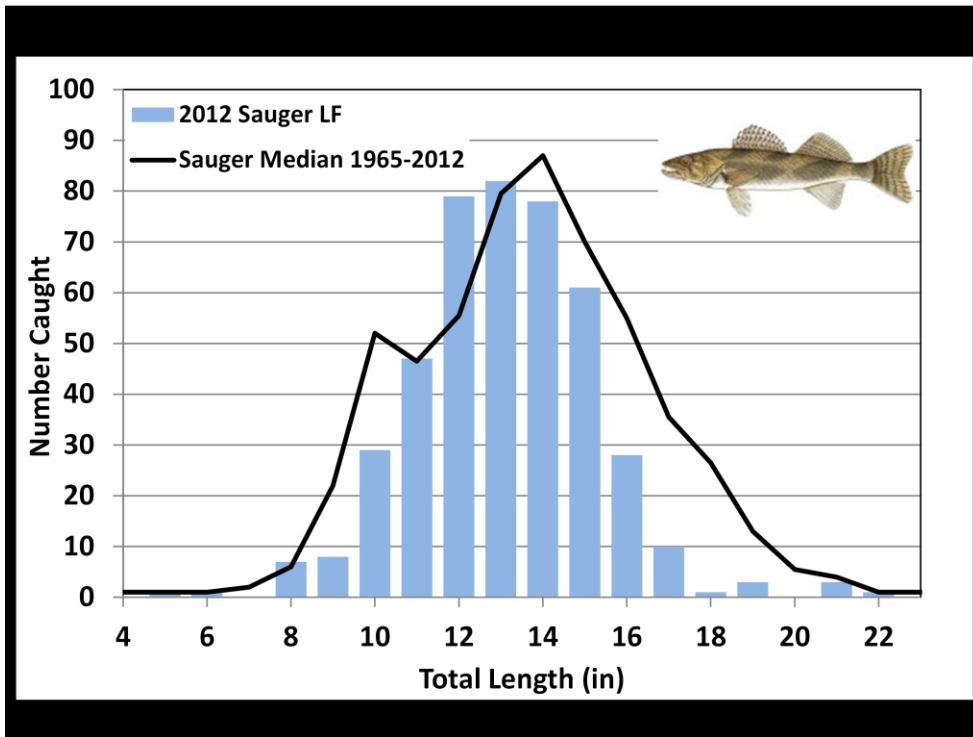 100
90
80
70
60
50
40
30
20
10
0
2012 Sauger LF
Sauger Median 1965-2012
Number Caught
4 6 8 10 12 14 16 18 20 22
Total Length (in)